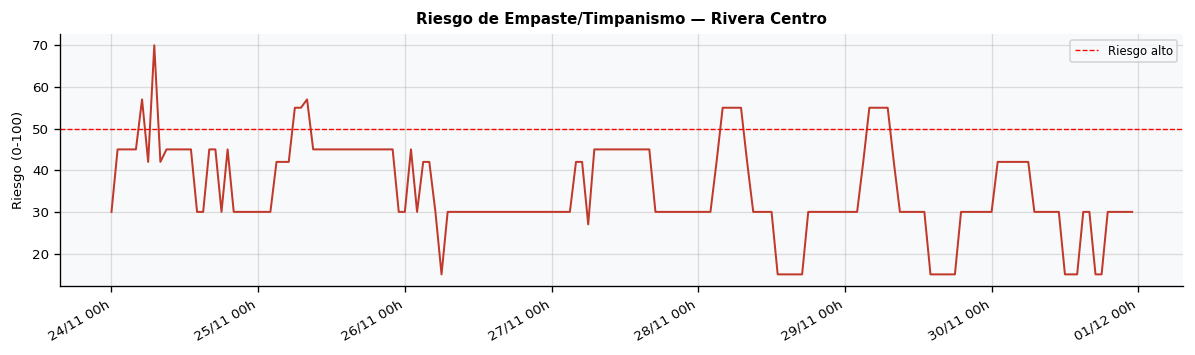 Riesgo de Empaste/Timpanismo — Rivera Centro
Riesgo alto
Riesgo (0-100)
70
60
50
40
30
20
24/11 00h
25/11 00h
26/11 00h
27/11 00h
28/11 00h
29/11 00h
30/11 00h
01/12 00h